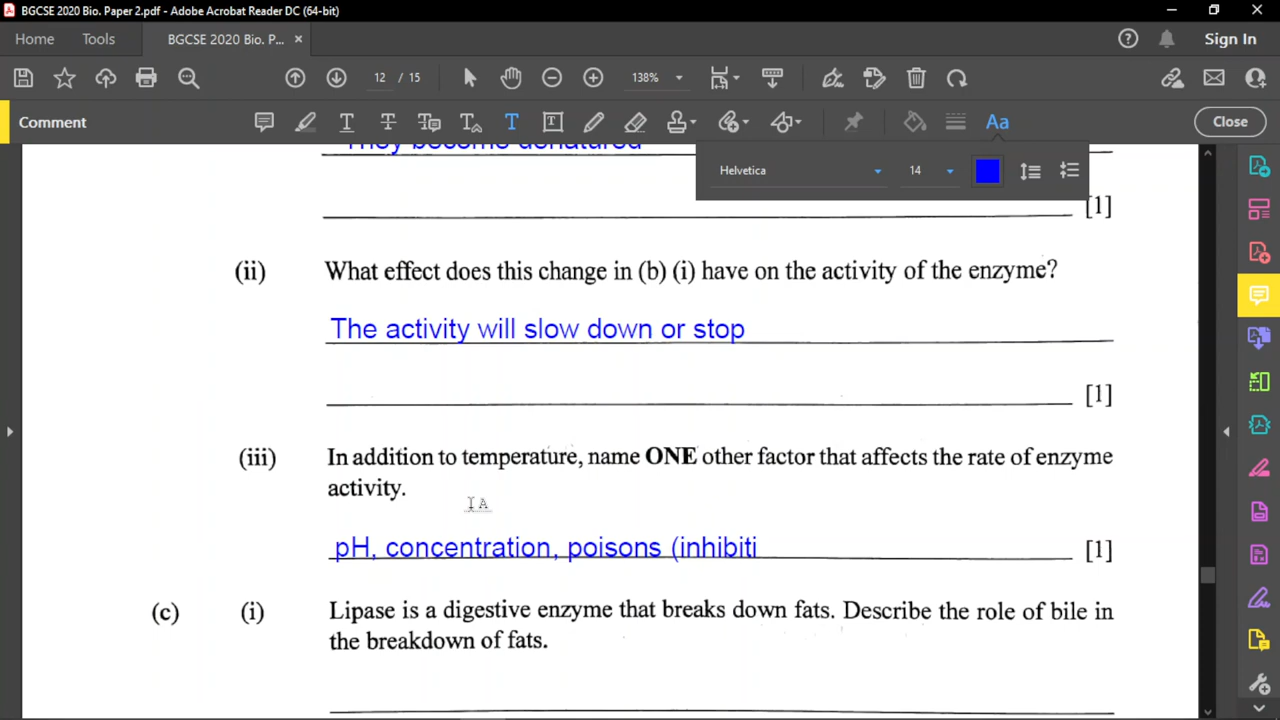 BGCSE 2020 Bio. Paper 2.pdf - Adobe Acrobat Reader DC (64-bit)
Home Tools BGCSE 2020 Bio. P... × Sign In
12 / 15 138%
Comment T T T T Aa Close
They become denatured
Helvetica 14
[1]
(ii) What effect does this change in (b) (i) have on the activity of the enzyme?
The activity will slow down or stop
[1]
(iii) In addition to temperature, name ONE other factor that affects the rate of enzyme
activity.
A
pH, concentration, poisons (inhibiti
[1]
(c) (i) Lipase is a digestive enzyme that breaks down fats. Describe the role of bile in
the breakdown of fats.